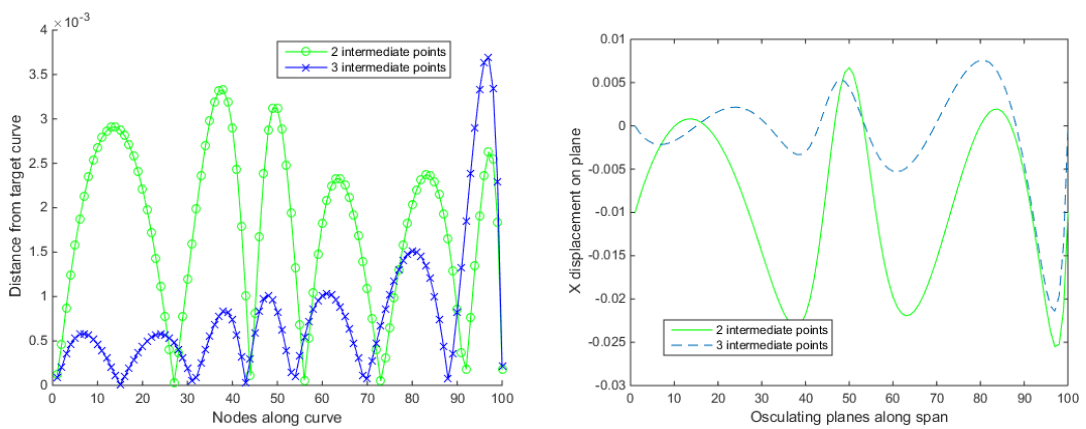 × 10⁻³
4
3.5
3
2.5
2
1.5
1
0.5
0
Distance from target curve
2 intermediate points
3 intermediate points
0 10 20 30 40 50 60 70 80 90 100
Nodes along curve
0.01
0.005
0
-0.005
-0.01
-0.015
-0.02
-0.025
-0.03
X displacement on plane
2 intermediate points
3 intermediate points
0 10 20 30 40 50 60 70 80 90 100
Osculating planes along span